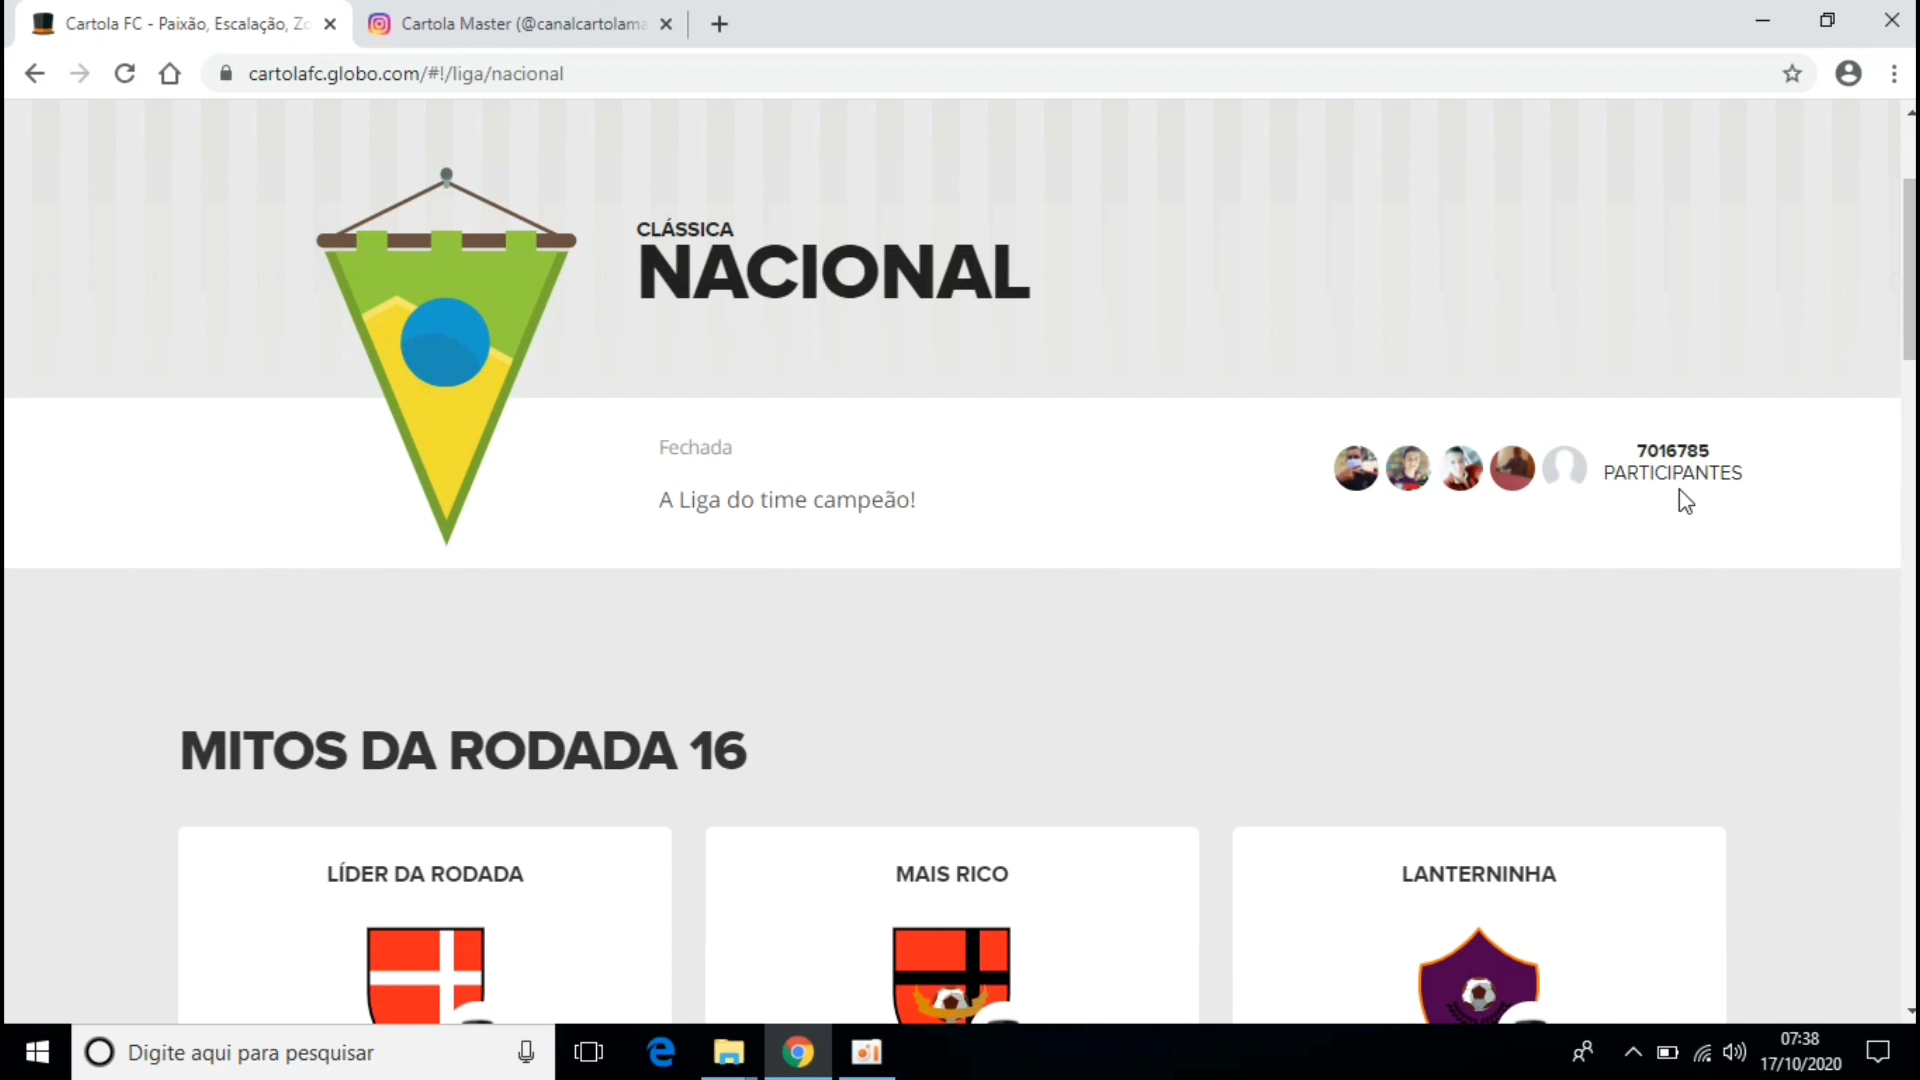 Cartola FC - Paixão, Escalação, Zo
Cartola Master (@canalcartolama
cartolafc.globo.com/#!/liga/nacional
CLÁSSICA
NACIONAL
Fechada
A Liga do time campeão!
7016785
PARTICIPANTES
MITOS DA RODADA 16
LÍDER DA RODADA
MAIS RICO
LANTERNINHA
Digite aqui para pesquisar
07:38
17/10/2020